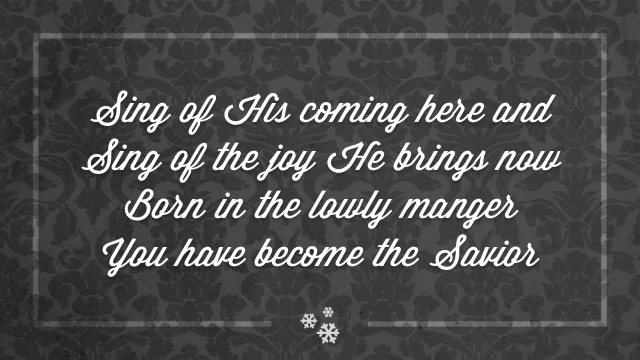 Sing of His coming here and
Sing of the joy He brings now
Born in the lowly manger
You have become the Savior